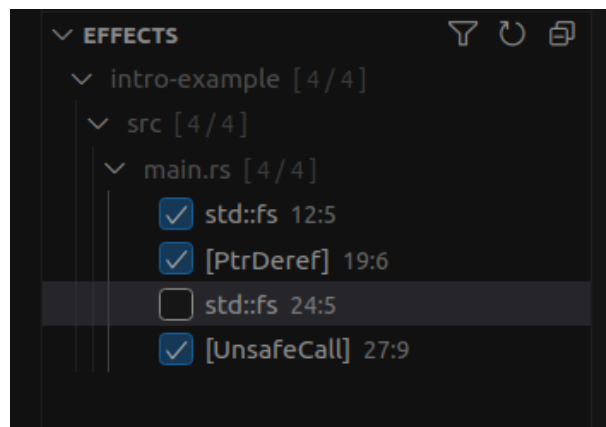 EFFECTS
intro-example [4/4]
src [4/4]
main.rs [4/4]
std::fs 12:5
[PtrDeref] 19:6
std::fs 24:5
[UnsafeCall] 27:9